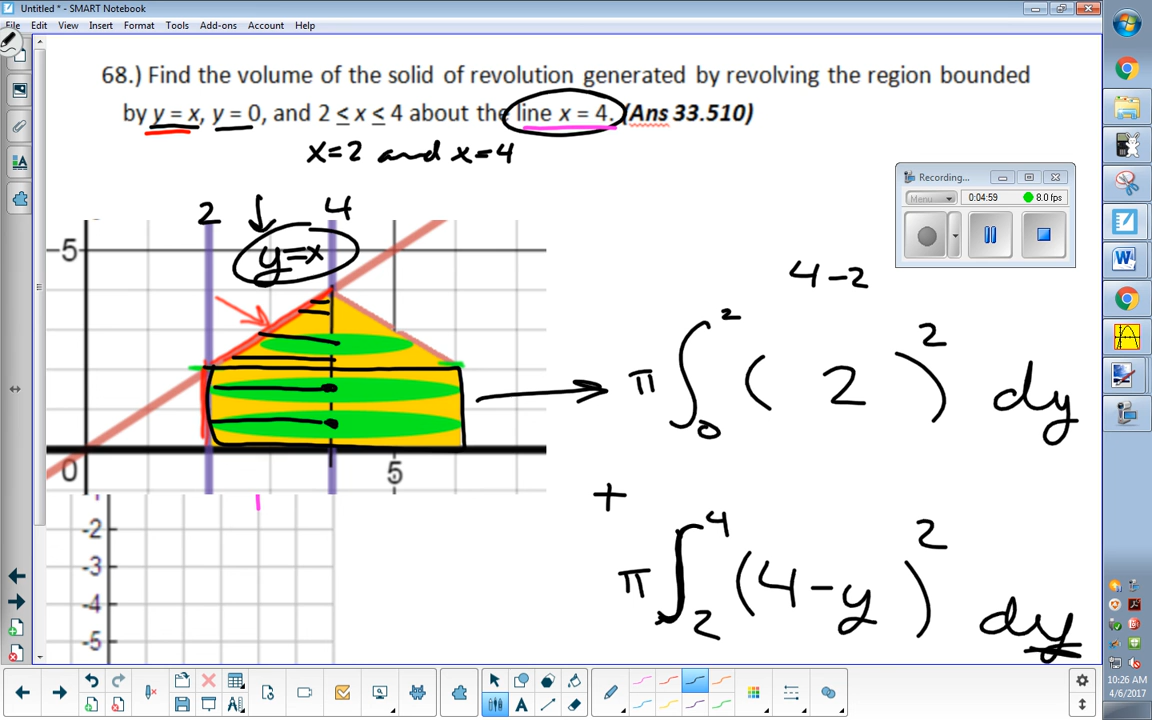 Untitled * - SMART Notebook
File Edit View Insert Format Tools Add-ons Help Account Help
68.) Find the volume of the solid of revolution generated by revolving the region bounded
by y = x, y = 0, and 2 ≤ x ≤ 4 about the line x = 4. (Ans 33.510)
x=2 and x=4
Recording...
Menu 0:04:59 8.0 fps
2 4
y=x
5
0 5
-2
-3
-4
-5
4-2
π∫₀² ( 2 )² dy
+
π∫₂⁴ (4-y)² dy
10:26 AM
4/6/2017